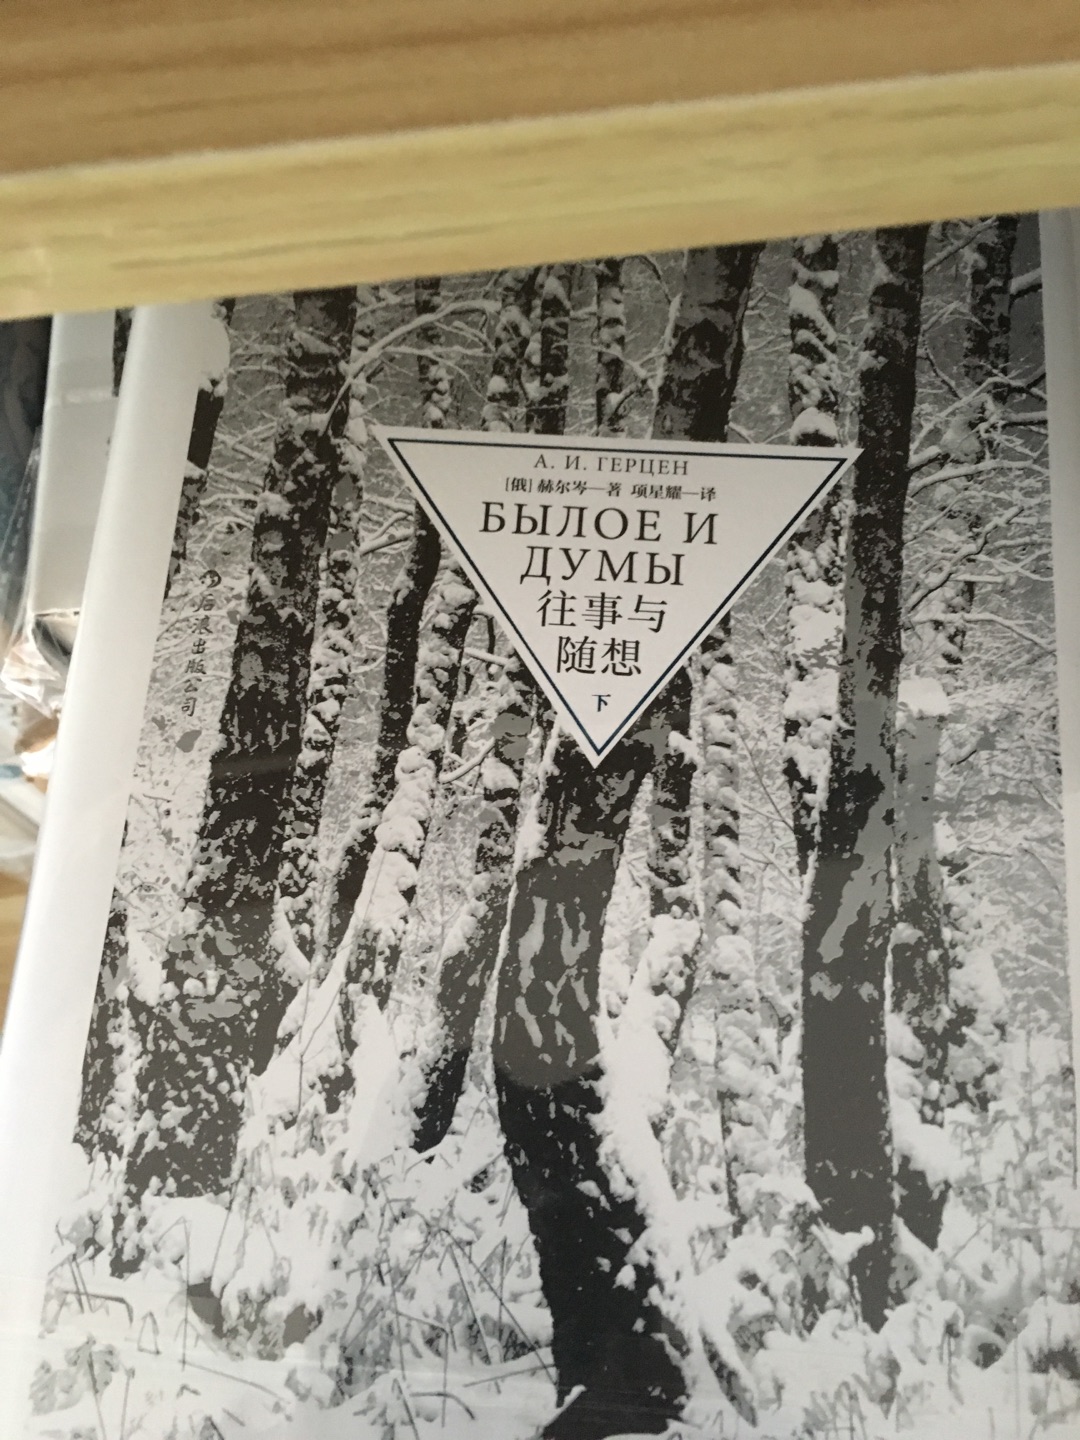 А. И. ГЕРЦЕН
[俄] 赫尔岑—著 项星耀—译
БЫЛОЕ И
ДУМЫ
往事与
随想
下
后浪出版公司